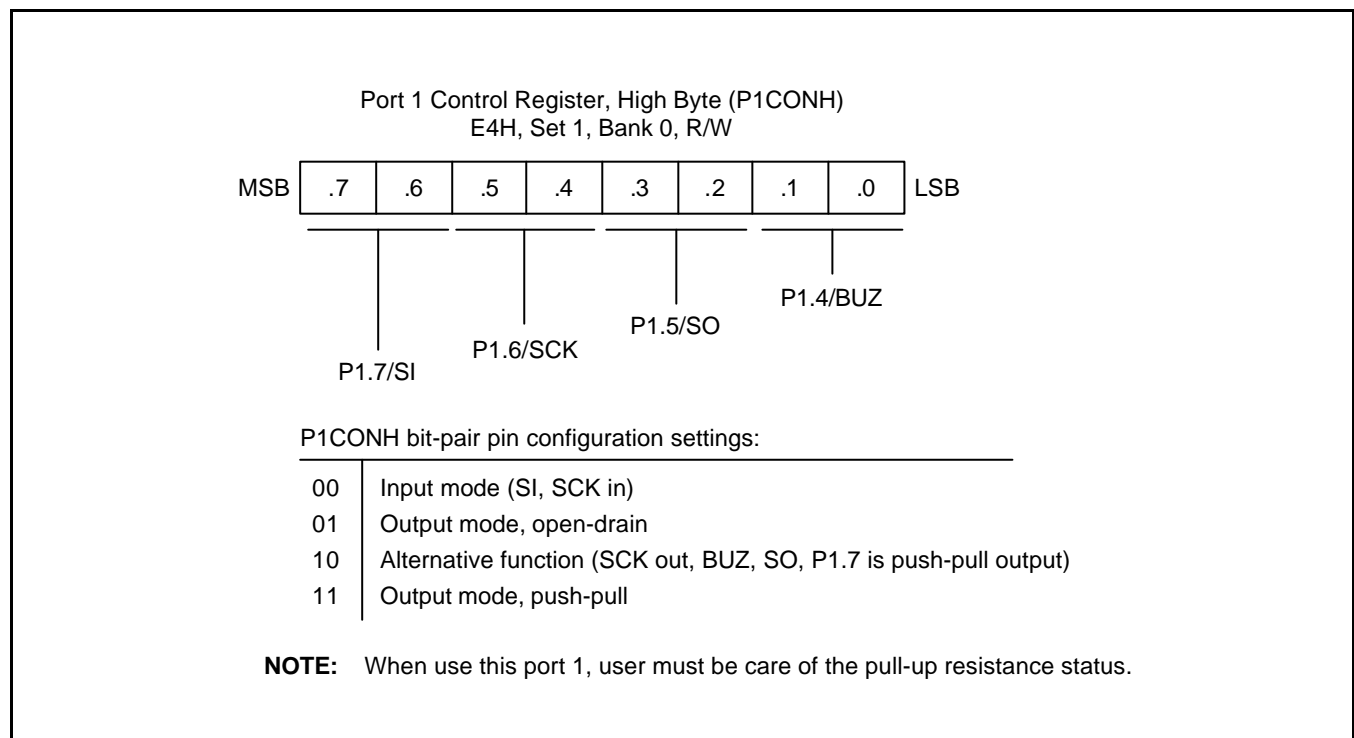 Port 1 Control Register, High Byte (P1CONH)
E4H, Set 1, Bank 0, R/W
MSB .7 .6 .5 .4 .3 .2 .1 .0 LSB
P1.4/BUZ
P1.5/SO
P1.6/SCK
P1.7/SI
P1CONH bit-pair pin configuration settings:
00 Input mode (SI, SCK in)
01 Output mode, open-drain
10 Alternative function (SCK out, BUZ, SO, P1.7 is push-pull output)
11 Output mode, push-pull
NOTE: When use this port 1, user must be care of the pull-up resistance status.